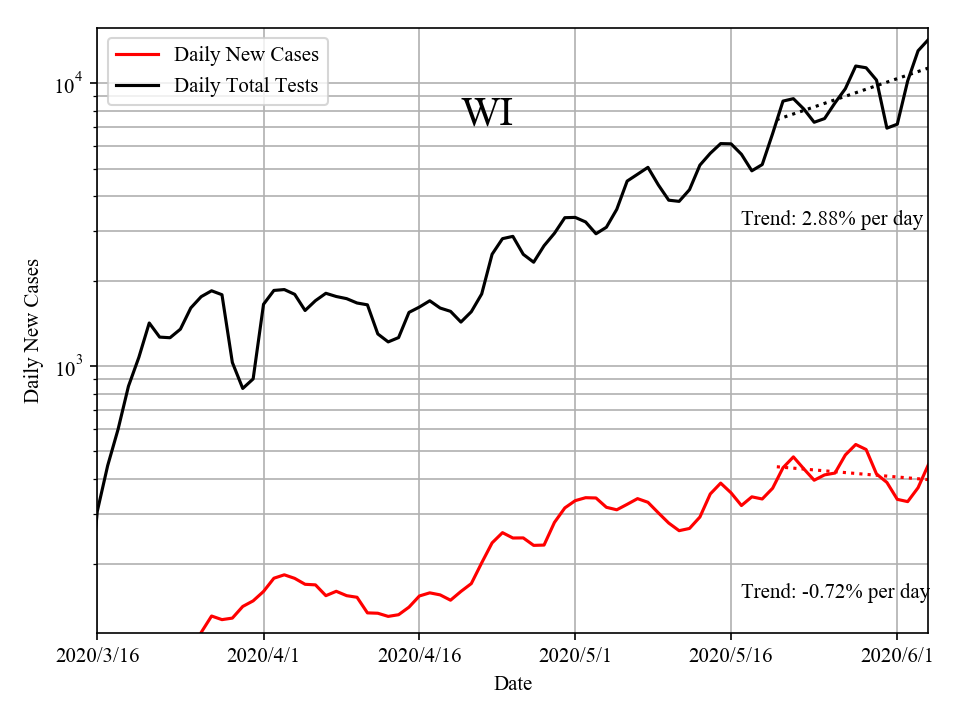 Daily New Cases
Daily Total Tests
WI
10^4
10^3
Daily New Cases
Trend: 2.88% per day
Trend: -0.72% per day
2020/3/16 2020/4/1 2020/4/16 2020/5/1 2020/5/16 2020/6/1
Date